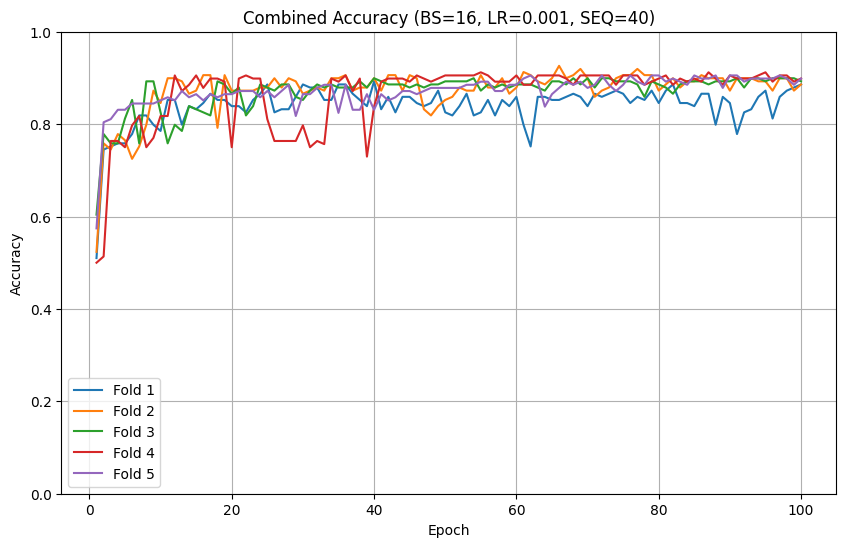 Combined Accuracy (BS=16, LR=0.001, SEQ=40)
1.0
0.8
0.6
0.4
0.2
0.0
Accuracy
Fold 1
Fold 2
Fold 3
Fold 4
Fold 5
0 20 40 60 80 100
Epoch